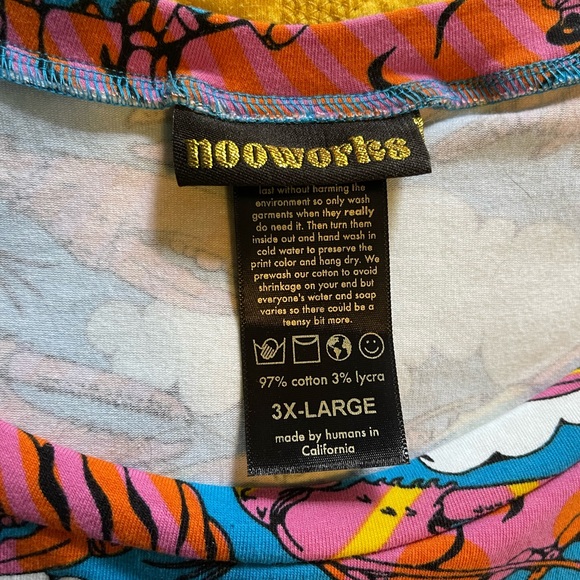 nooworks
last without harming the
environment so only wash
garments when they really
do need it. Then turn them
inside out and hand wash in
cold water to preserve the
print color and hang dry. We
prewash our cotton to avoid
shrinkage on your end but
everyone's water and soap
varies so there could be a
teensy bit more.
97% cotton 3% lycra
3X-LARGE
made by humans in
California